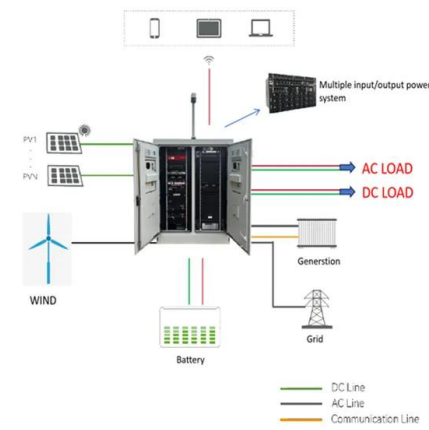 Multiple input/output power
system
PV1
PVN
AC LOAD
DC LOAD
WIND
Generstion
Grid
Battery
DC Line
AC Line
Communication Line